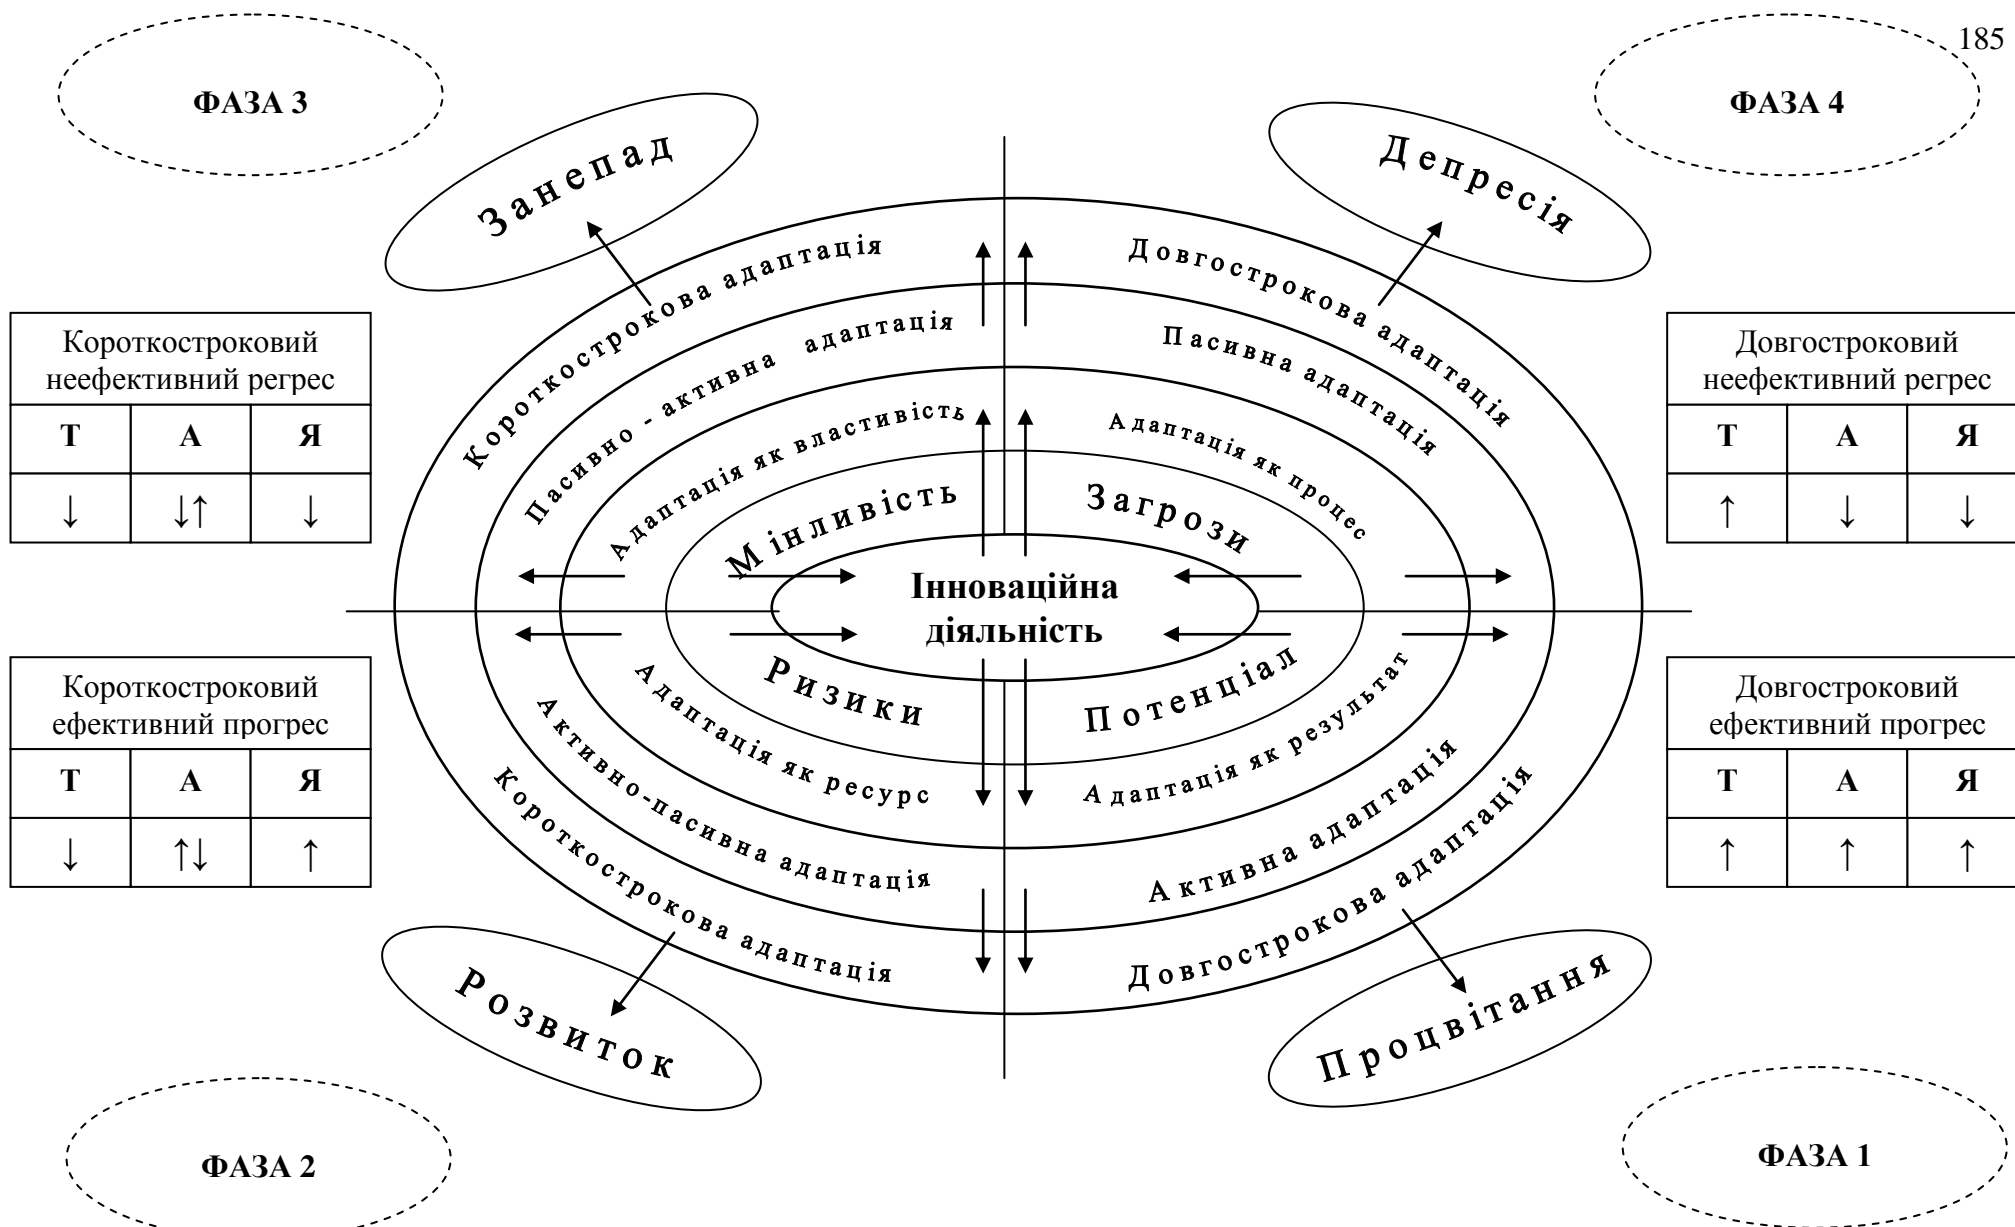 185
ФАЗА 3
ФАЗА 4
Занепад
Депресія
Короткострокова адаптація
Довгострокова адаптація
Пасивно - активна адаптація
Пасивна адаптація
Адаптація як властивість
Адаптація як процес
Мінливість
Загрози
Короткостроковий
неефективний регрес
Т А Я
↓ ↓↑ ↓
Довгостроковий
неефективний регрес
Т А Я
↑ ↓ ↓
Інноваційна
діяльність
Короткостроковий
ефективний прогрес
Т А Я
↓ ↑↓ ↑
Довгостроковий
ефективний прогрес
Т А Я
↑ ↑ ↑
Ризики
Потенціал
Адаптація як ресурс
Адаптація як результат
Активно-пасивна адаптація
Активна адаптація
Короткострокова адаптація
Довгострокова адаптація
Розвиток
Процвітання
ФАЗА 2
ФАЗА 1